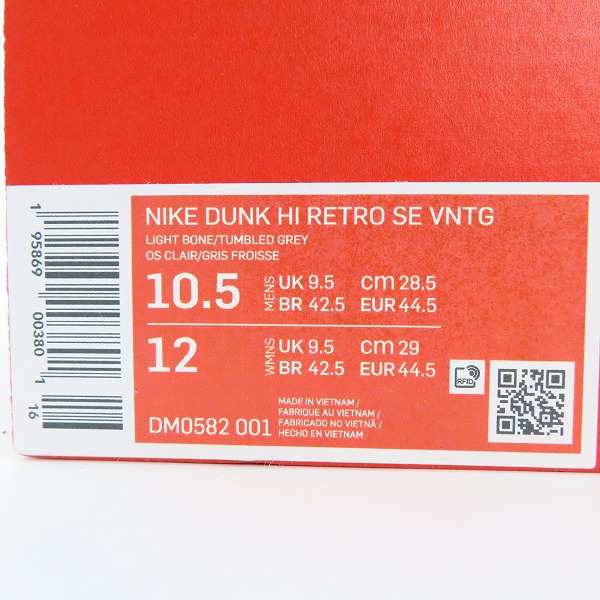 NIKE DUNK HI RETRO SE VNTG
LIGHT BONE/TUMBLED GREY
OS CLAIR/GRIS FROISSE
10.5 MENS UK 9.5 CM 28.5
BR 42.5 EUR 44.5
12 WMNS UK 9.5 CM 29
BR 42.5 EUR 44.5
DM0582 001
MADE IN VIETNAM /
FABRIQUE AU VIETNAM /
FABRICADO NO VIETNÃ /
HECHO EN VIETNAM
RFID
1 95869 00380 1
16